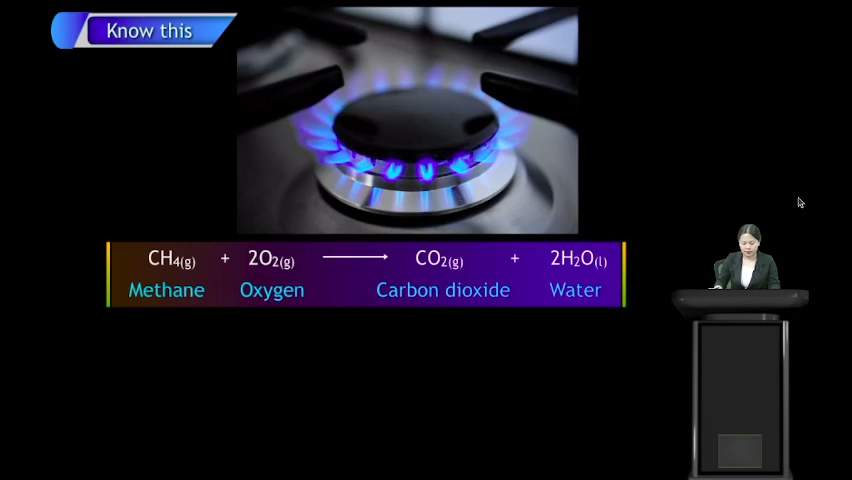 Know this
CH₄(g) + 2O₂(g) ⟶ CO₂(g) + 2H₂O(l)
Methane Oxygen Carbon dioxide Water